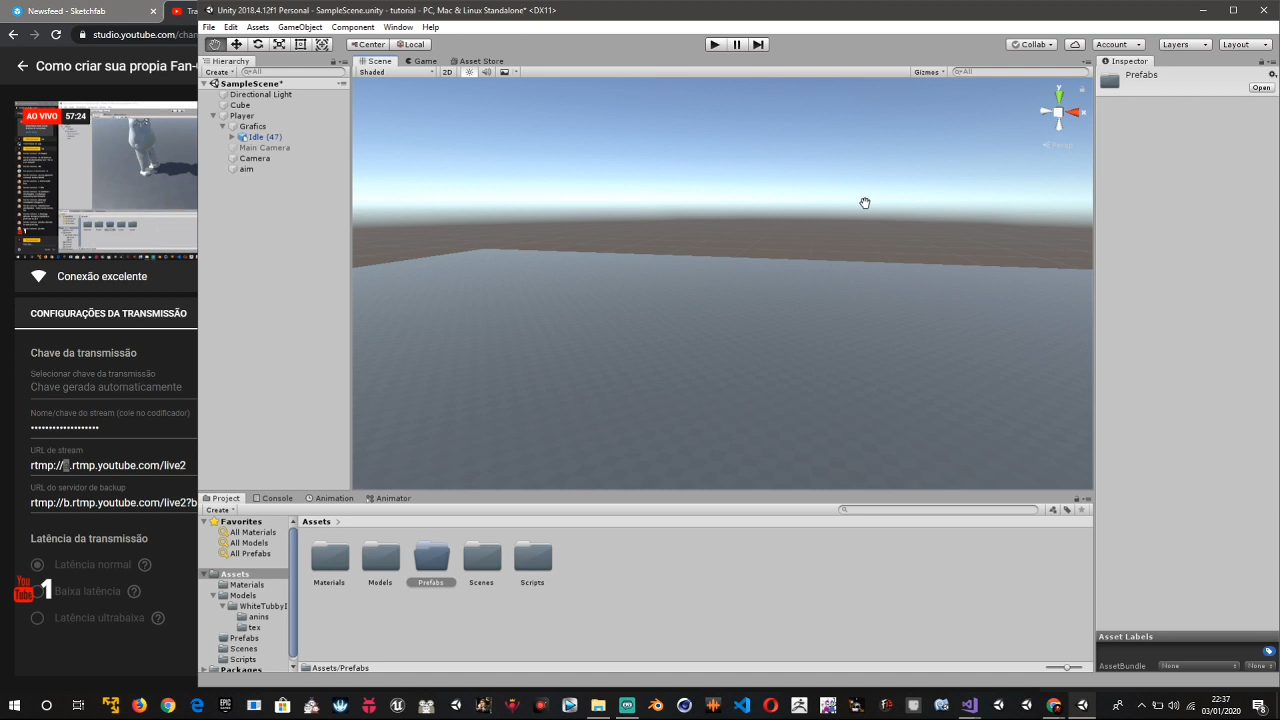 Newsfeed - Sketchfab
Tra
Unity 2018.4.12f1 Personal - SampleScene.unity - tutorial - PC, Mac & Linux Standalone* <DX11>
studio.youtube.com/char
File Edit Assets GameObject Component Window Help
Center Local
Collab Account Layers Layout
Como criar sua propia Fan-
Hierarchy
Scene Game Asset Store
Inspector
Create All
Shaded 2D Gizmos All
Prefabs
Open
SampleScene*
Directional Light
Cube
Player
Grafics
Idle (47)
Main Camera
Camera
aim
AO VIVO 57:24
y
x
Persp
Conexão excelente
CONFIGURAÇÕES DA TRANSMISSÃO
Chave da transmissão
Selecionar chave da transmissão
Chave gerada automaticamente
Nome/chave do stream (cole no codificador)
••••••••••••••••••
URL de stream
rtmp://a.rtmp.youtube.com/live2
URL do servidor de backup
rtmp://b.rtmp.youtube.com/live2?b
Latência da transmissão
Latência normal
Baixa latência
Latência ultrabaixa
You
Tube
1
Project Console Animation Animator
Create
Favorites
All Materials
All Models
All Prefabs
Assets
Materials
Models
WhiteTubbyI
anins
tex
Prefabs
Scenes
Scripts
Packages
Assets
Materials Models Prefabs Scenes Scripts
Assets/Prefabs
Asset Labels
AssetBundle None None
22:37
03/01/2020